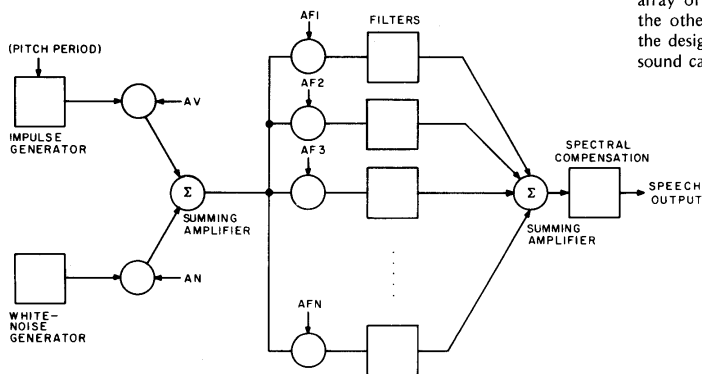 array of
the other
the desig
sound ca
AF1
FILTERS
(PITCH PERIOD)
AV
IMPULSE
GENERATOR
AF2
AF3
Σ
SUMMING
AMPLIFIER
SPECTRAL
COMPENSATION
Σ
SPEECH
OUTPUT
SUMMING
AMPLIFIER
AN
WHITE-
NOISE
GENERATOR
AFN